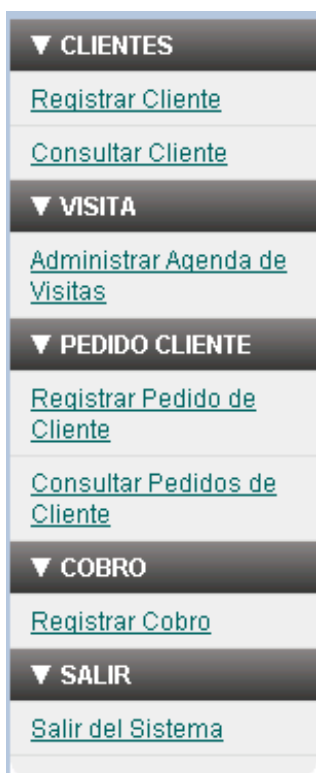 ▼ CLIENTES
Registrar Cliente
Consultar Cliente
▼ VISITA
Administrar Agenda de
Visitas
▼ PEDIDO CLIENTE
Registrar Pedido de
Cliente
Consultar Pedidos de
Cliente
▼ COBRO
Registrar Cobro
▼ SALIR
Salir del Sistema